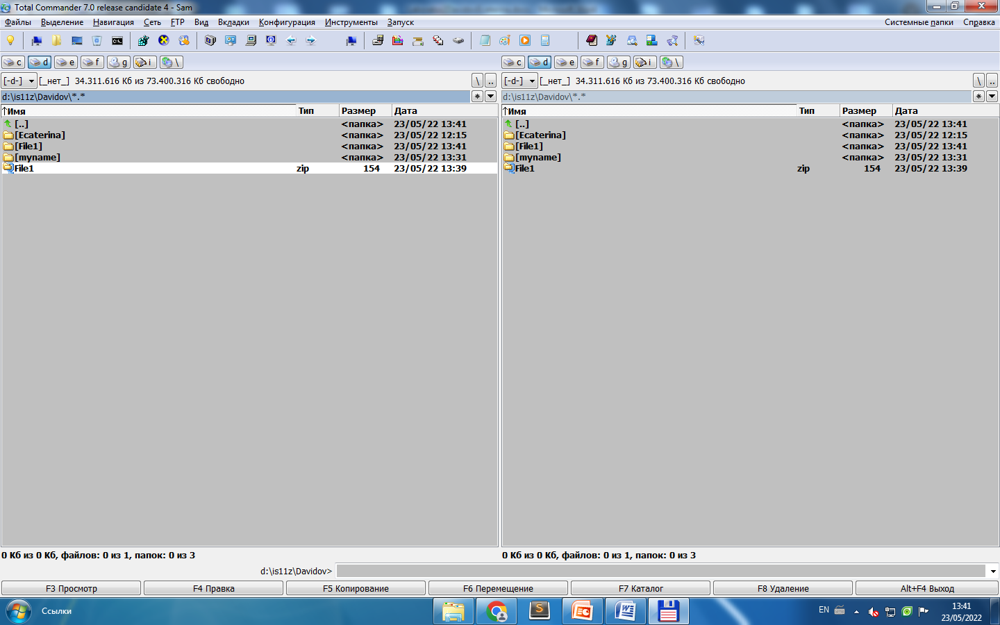 Total Commander 7.0 release candidate 4 - Sam
Файлы Выделение Навигация Сеть FTP Вид Вкладки Конфигурация Инструменты Запуск Системные папки Справка
c d e f g i \ c d e f g i \
[-d-] [_нет_] 34.311.616 Кб из 73.400.316 Кб свободно \ .. [-d-] [_нет_] 34.311.616 Кб из 73.400.316 Кб свободно \ ..
d:\is11z\Davidov\*.* * d:\is11z\Davidov\*.* *
↑Имя Тип Размер Дата ↑Имя Тип Размер Дата
[..] <папка> 23/05/22 13:41 [..] <папка> 23/05/22 13:41
[Ecaterina] <папка> 23/05/22 12:15 [Ecaterina] <папка> 23/05/22 12:15
[File1] <папка> 23/05/22 13:41 [File1] <папка> 23/05/22 13:41
[myname] <папка> 23/05/22 13:31 [myname] <папка> 23/05/22 13:31
File1 zip 154 23/05/22 13:39 File1 zip 154 23/05/22 13:39
0 Кб из 0 Кб, файлов: 0 из 1, папок: 0 из 3 0 Кб из 0 Кб, файлов: 0 из 1, папок: 0 из 3
d:\is11z\Davidov>
F3 Просмотр F4 Правка F5 Копирование F6 Перемещение F7 Каталог F8 Удаление Alt+F4 Выход
Ссылки EN 13:41
23/05/2022